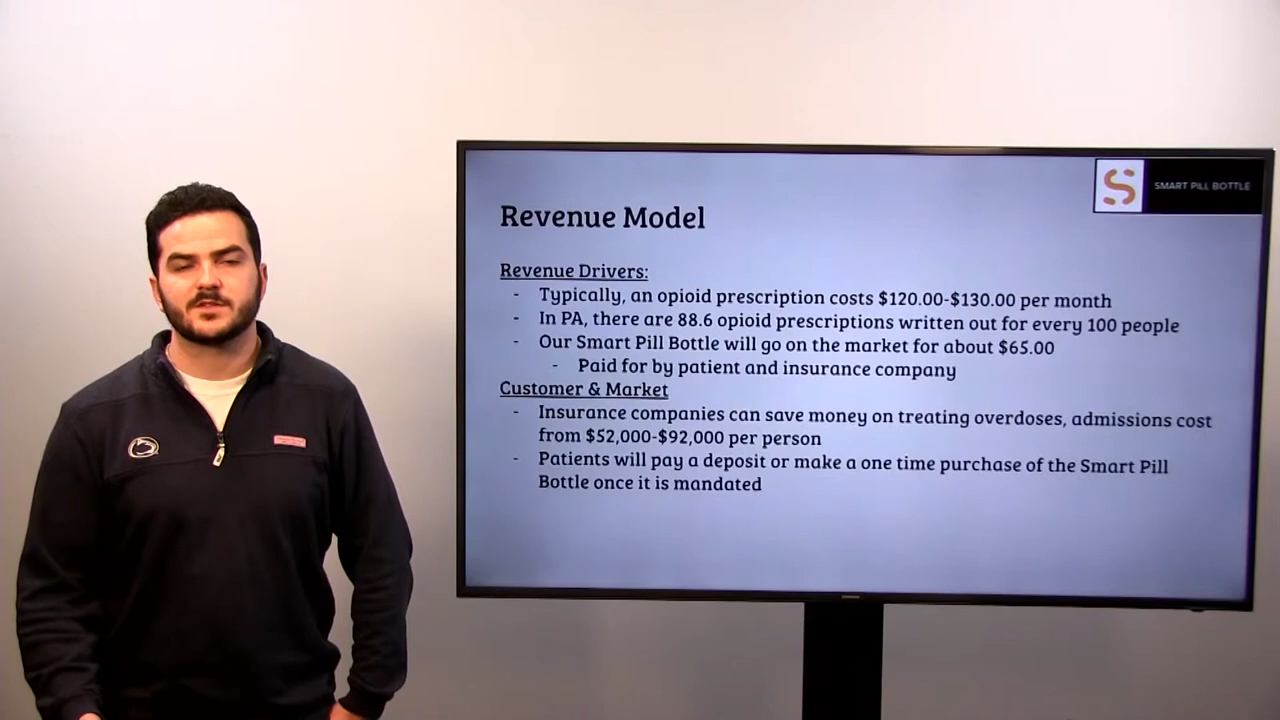 SMART PILL BOTTLE
Revenue Model
Revenue Drivers:
- Typically, an opioid prescription costs $120.00-$130.00 per month
- In PA, there are 88.6 opioid prescriptions written out for every 100 people
- Our Smart Pill Bottle will go on the market for about $65.00
- Paid for by patient and insurance company
Customer & Market
- Insurance companies can save money on treating overdoses, admissions cost
from $52,000-$92,000 per person
- Patients will pay a deposit or make a one time purchase of the Smart Pill
Bottle once it is mandated